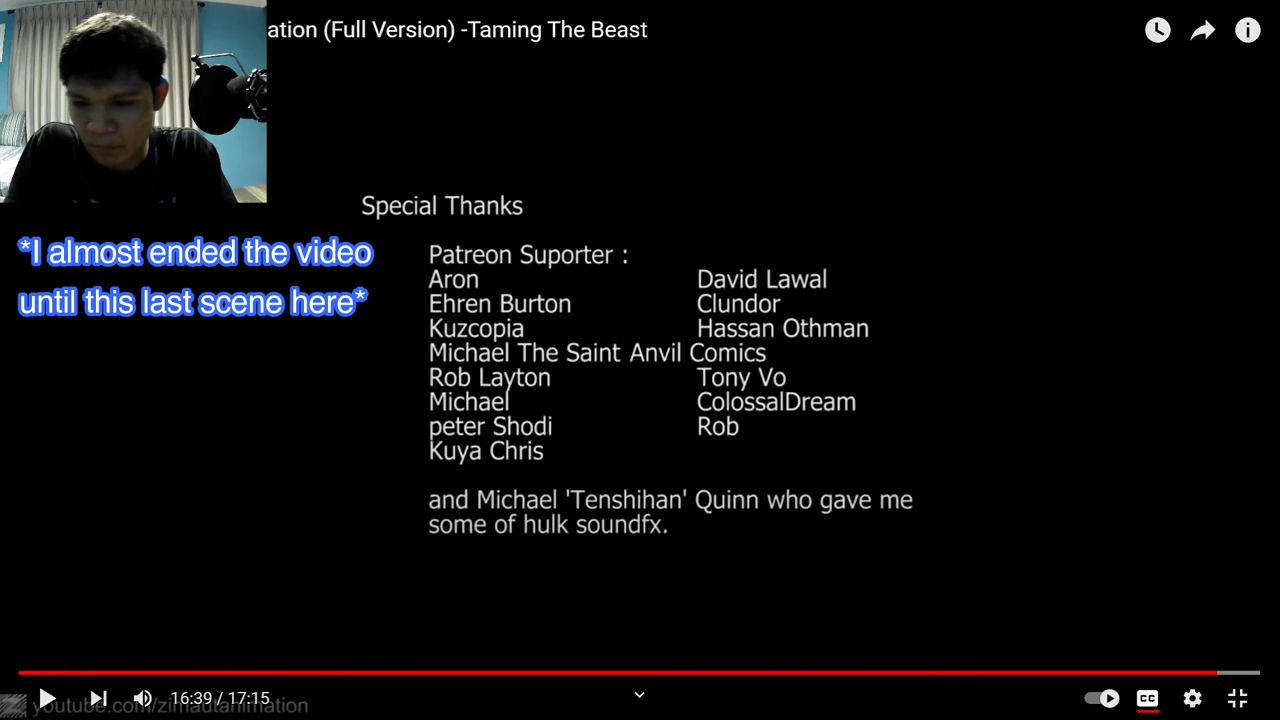 ation (Full Version) -Taming The Beast
*I almost ended the video
until this last scene here*
Special Thanks
Patreon Suporter :
Aron David Lawal
Ehren Burton Clundor
Kuzcopia Hassan Othman
Michael The Saint Anvil Comics
Rob Layton Tony Vo
Michael ColossalDream
peter Shodi Rob
Kuya Chris
and Michael 'Tenshihan' Quinn who gave me
some of hulk soundfx.
16:39 / 17:15
youtube.com/zimautanimation
CC